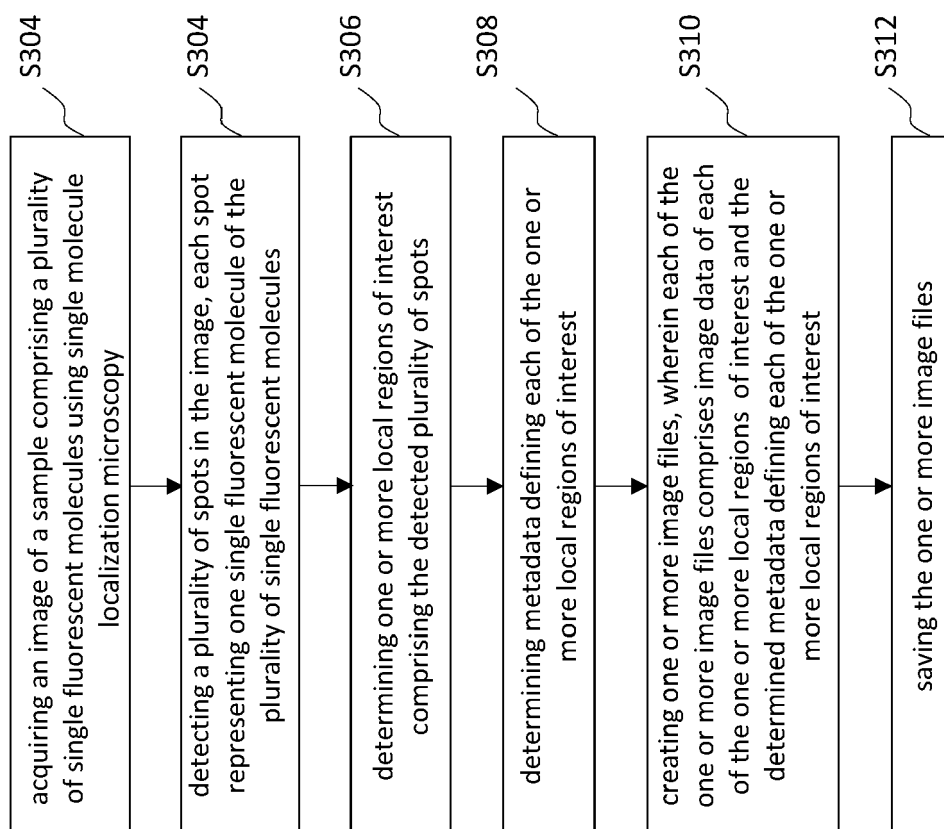 S304
acquiring an image of a sample comprising a plurality
of single fluorescent molecules using single molecule
localization microscopy
S304
detecting a plurality of spots in the image, each spot
representing one single fluorescent molecule of the
plurality of single fluorescent molecules
S306
determining one or more local regions of interest
comprising the detected plurality of spots
S308
determining metadata defining each of the one or
more local regions of interest
S310
creating one or more image files, wherein each of the
one or more image files comprises image data of each
of the one or more local regions of interest and the
determined metadata defining each of the one or
more local regions of interest
S312
saving the one or more image files